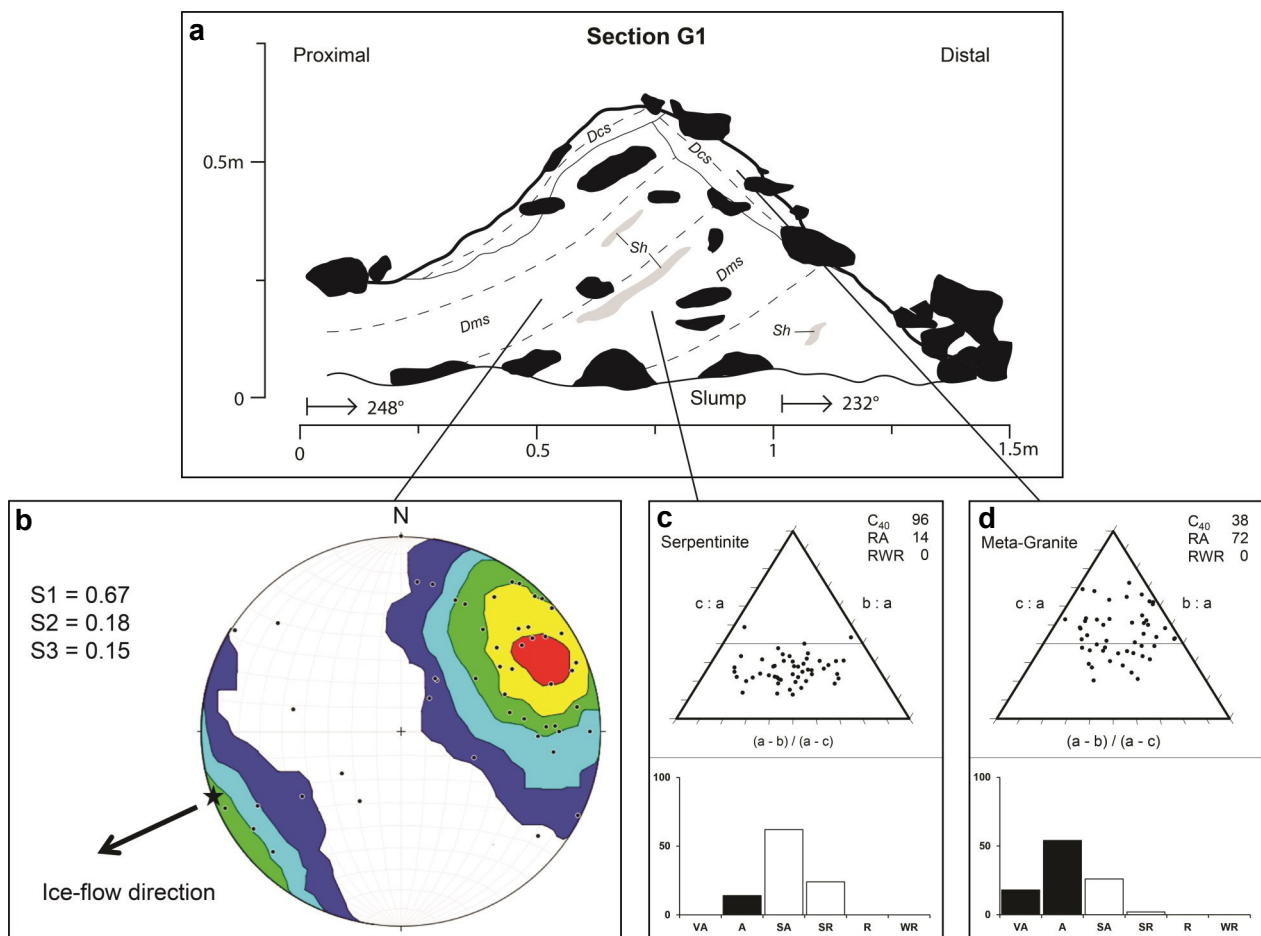 a
Section G1
Proximal
Distal
Dcs
Dcs
0.5m
Sh
Dms
Dms
Sh
0
Slump
248°
232°
0
0.5
1
1.5m
b
N
S1 = 0.67
S2 = 0.18
S3 = 0.15
Ice-flow direction
c
Serpentinite
C40 96
RA 14
RWR 0
c : a
b : a
(a - b) / (a - c)
100
50
0
VA A SA SR R WR
d
Meta-Granite
C40 38
RA 72
RWR 0
c : a
b : a
(a - b) / (a - c)
100
50
0
VA A SA SR R WR